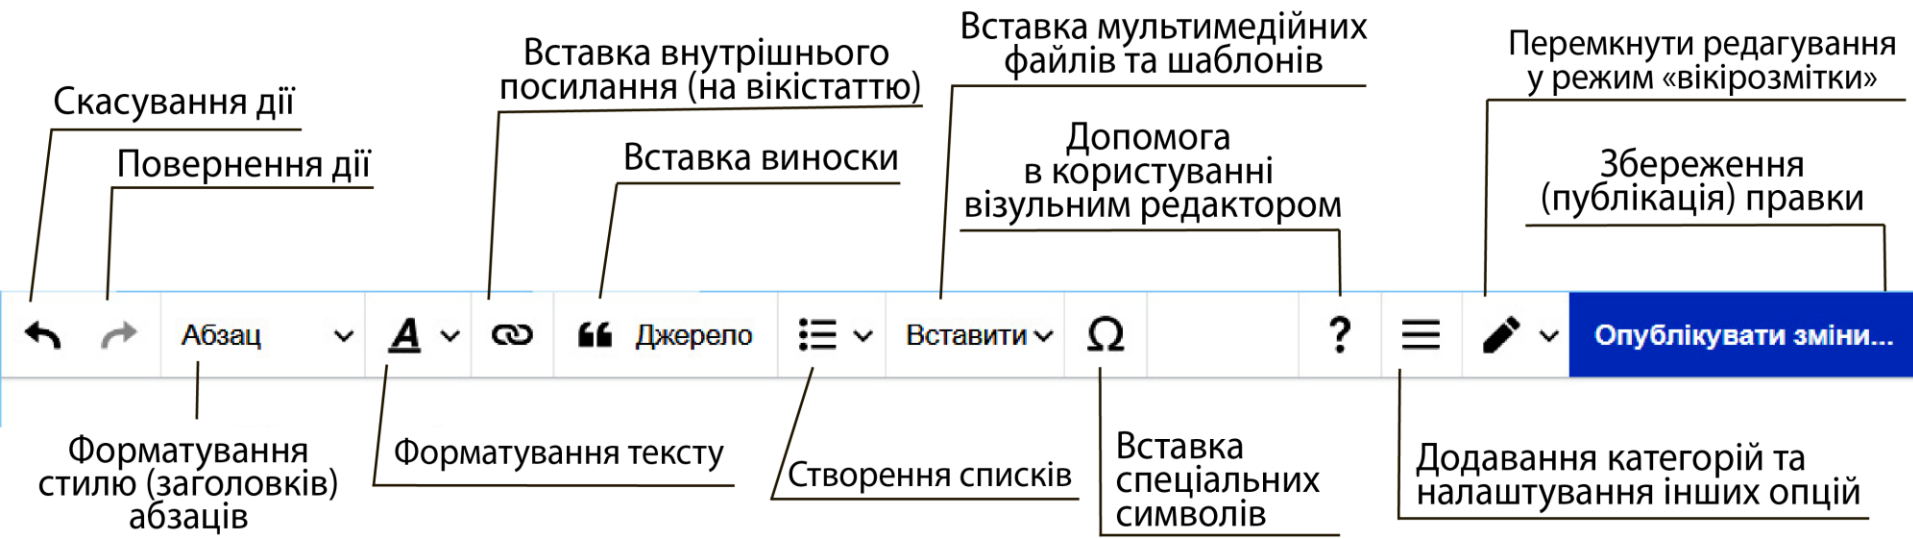 Скасування дії
Повернення дії
Вставка внутрішнього
посилання (на вікістаттю)
Вставка виноски
Вставка мультимедійних
файлів та шаблонів
Допомога
в користуванні
візульним редактором
Перемкнути редагування
у режим «вікірозмітки»
Збереження
(публікація) правки
Абзац
A
Джерело
Вставити
Ω
?
Опублікувати зміни...
Форматування
стилю (заголовків)
абзаців
Форматування тексту
Створення списків
Вставка
спеціальних
символів
Додавання категорій та
налаштування інших опцій